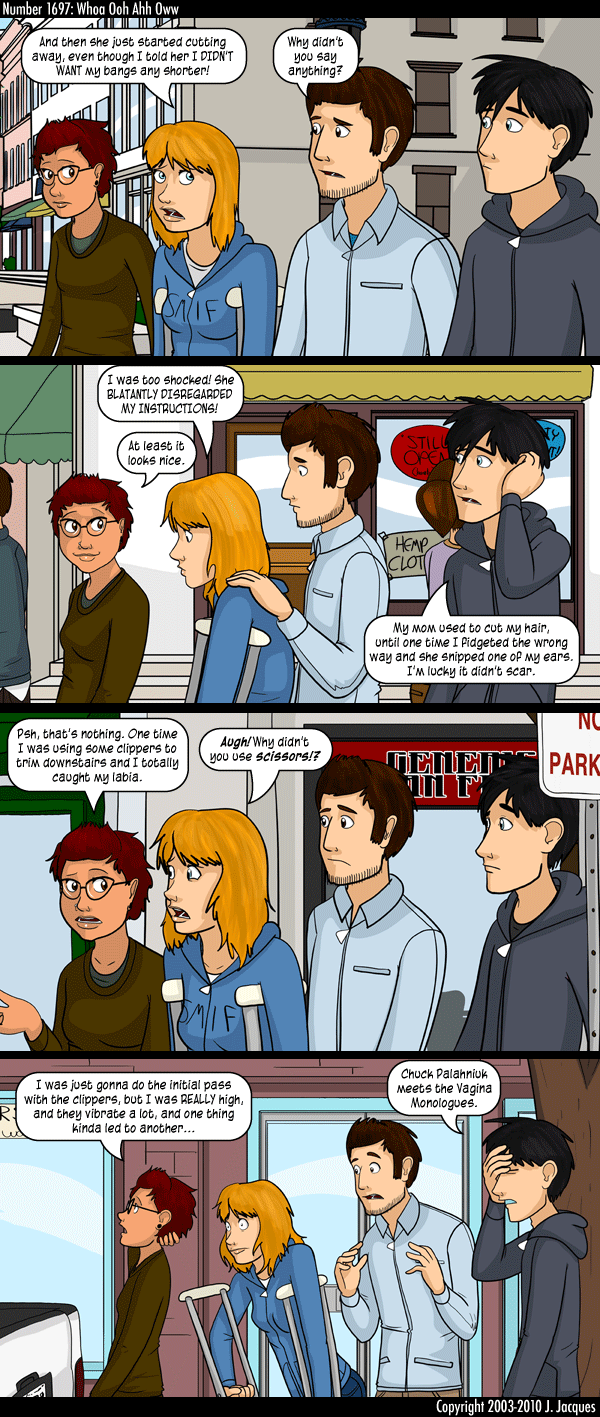 Number 1697: Whoa Ooh Ahh Oww
And then she just started cutting
away, even though I told her I DIDN'T
WANT my bangs any shorter!
Why didn't
you say
anything?
SMIF
I was too shocked! She
BLATANTLY DISREGARDED
MY INSTRUCTIONS!
At least it
looks nice.
"STILL
OPEN"
HEMP
CLOT
My mom used to cut my hair,
until one time I fidgeted the wrong
way and she snipped one of my ears.
I'm lucky it didn't scar.
Psh, that's nothing. One time
I was using some clippers to
trim downstairs and I totally
caught my labia.
Augh! Why didn't
you use scissors!?
GENESIS
AN F
NO
PARK
SMIF
I was just gonna do the initial pass
with the clippers, but I was REALLY high,
and they vibrate a lot, and one thing
kinda led to another...
Chuck Palahniuk
meets the Vagina
Monologues.
Copyright 2003-2010 J. Jacques